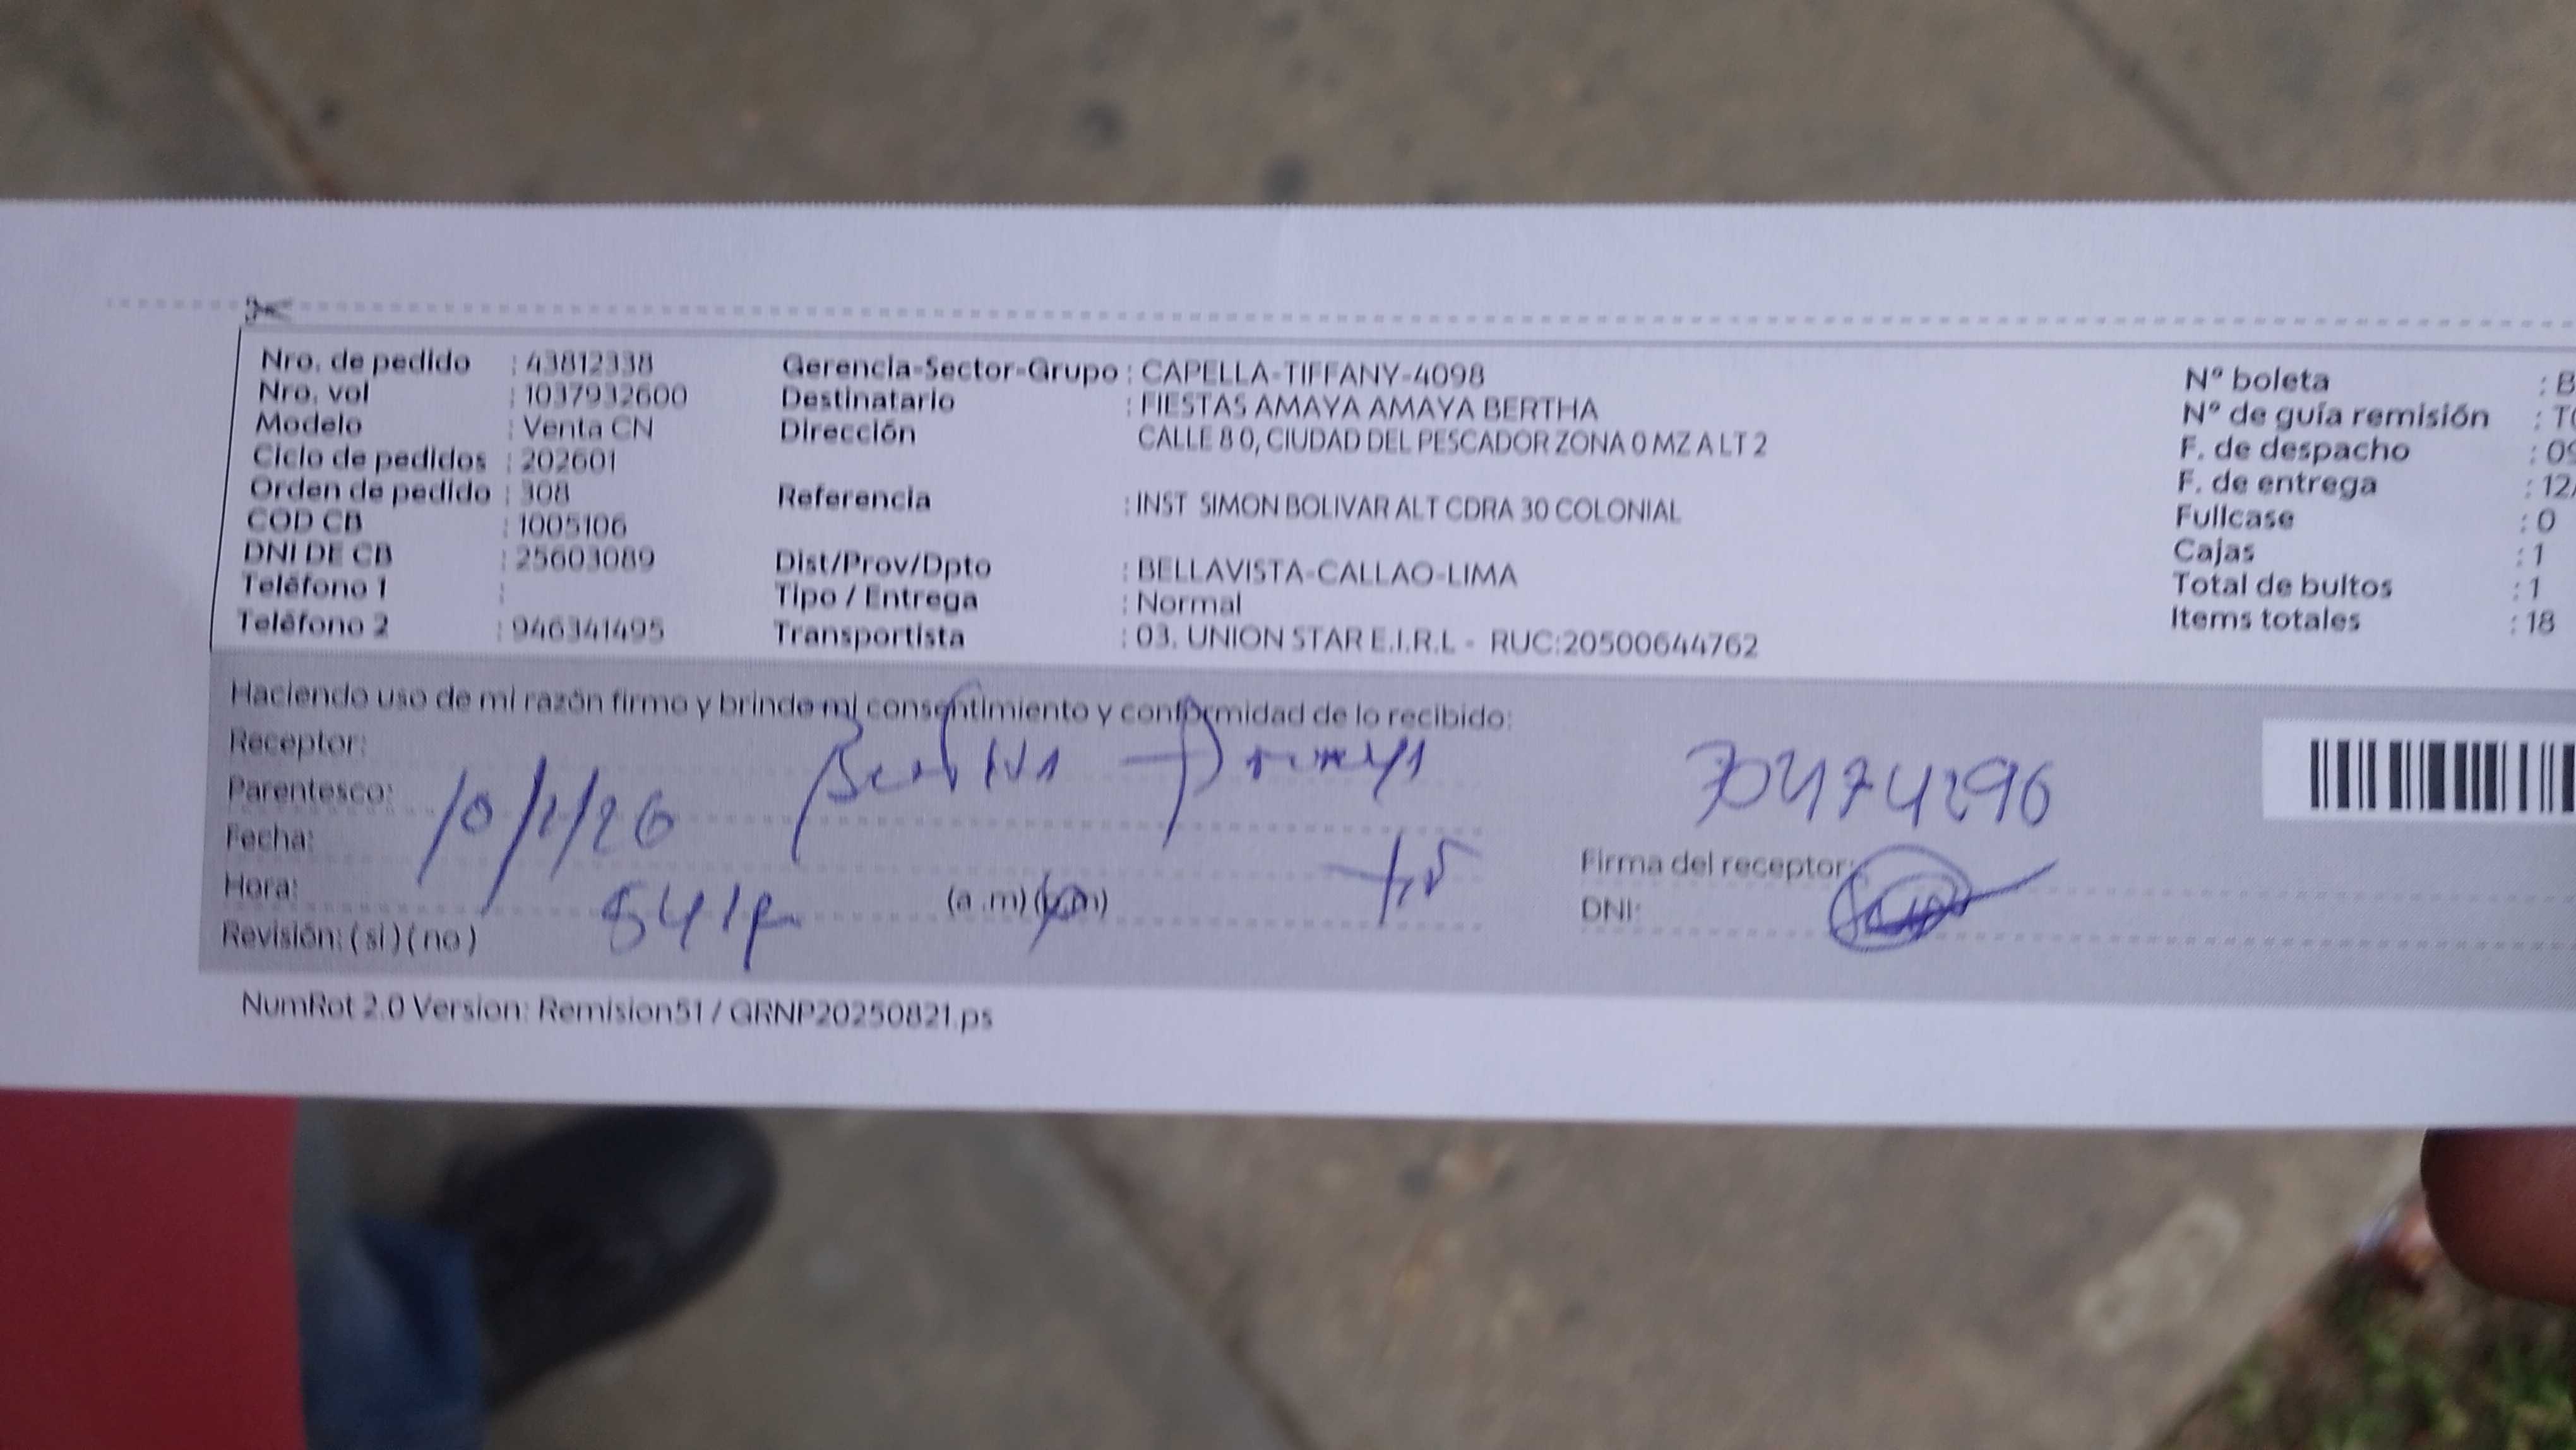 Nro. de pedido : 43812338
Nro. vol : 1037932600
Modelo : Venta CN
Ciclo de pedidos : 202601
Orden de pedido : 308
COD CB : 1005106
DNI DE CB : 25603089
Teléfono 1 :
Teléfono 2 : 946341495
Gerencia-Sector-Grupo : CAPELLA-TIFFANY-4098
Destinatario : FIESTAS AMAYA AMAYA BERTHA
Dirección CALLE 8 0, CIUDAD DEL PESCADOR ZONA 0 MZ A LT 2
Referencia : INST SIMON BOLIVAR ALT CDRA 30 COLONIAL
Dist/Prov/Dpto : BELLAVISTA-CALLAO-LIMA
Tipo / Entrega : Normal
Transportista : 03. UNION STAR E.I.R.L - RUC:20500644762
N° boleta : B
N° de guía remisión : T0
F. de despacho : 09
F. de entrega : 12/
Fullcase : 0
Cajas : 1
Total de bultos : 1
Items totales : 18
Haciendo uso de mi razón firmo y brindo mi consentimiento y conformidad de lo recibido:
Receptor:
Parentesco:
Fecha: 10/1/26
Hora: 541p (a .m) (p.m)
Revisión: ( si ) ( no )
70474296
Firma del receptor:
DNI:
NumRot 2.0 Version: Remision51 / GRNP20250821.ps